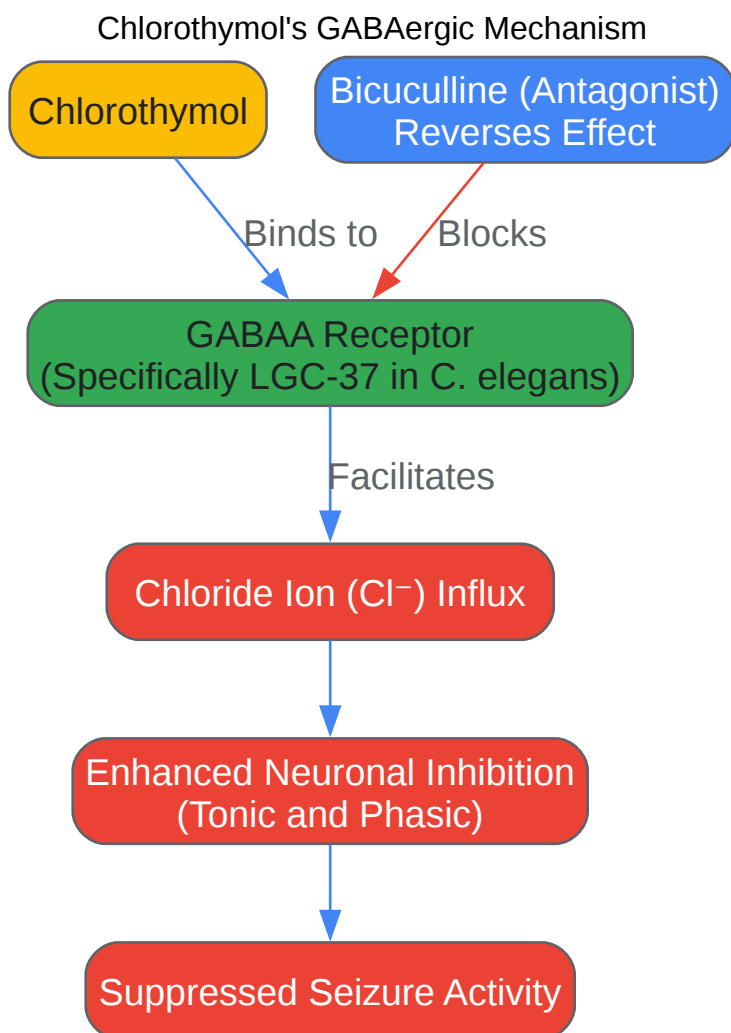 Chlorothymol's GABAergic Mechanism
Chlorothymol
Bicuculline (Antagonist)
Reverses Effect
Binds to
Blocks
GABAA Receptor
(Specifically LGC-37 in C. elegans)
Facilitates
Chloride Ion (Cl⁻) Influx
Enhanced Neuronal Inhibition
(Tonic and Phasic)
Suppressed Seizure Activity